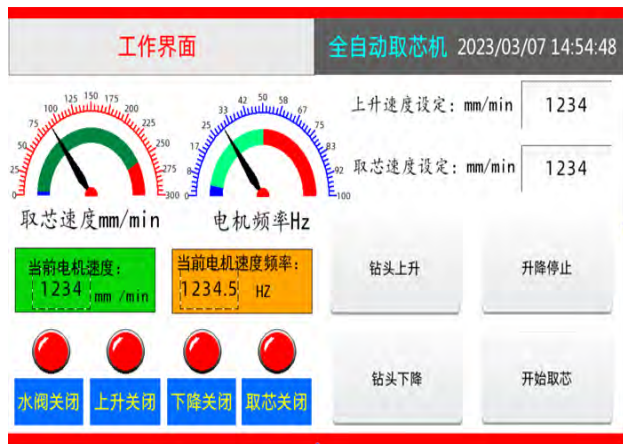 工作界面
全自动取芯机 2023/03/07 14:54:48
0 25 50 75 100 125 150 175 200 250 275 300
取芯速度mm/min
0 8 17 25 33 42 50 58 67 75 83 92 100
电机频率Hz
上升速度设定: mm/min 1234
取芯速度设定: mm/min 1234
当前电机速度:
1234 mm /min
当前电机速度频率:
1234.5 HZ
钻头上升
升降停止
水阀关闭
上升关闭
下降关闭
取芯关闭
钻头下降
开始取芯